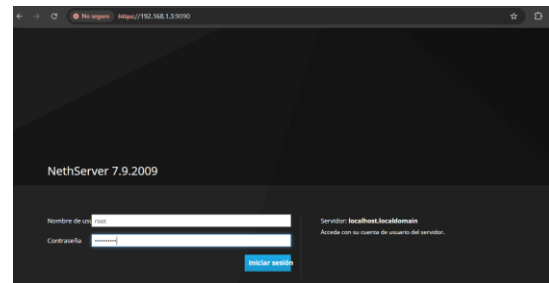 No seguro https://192.168.1.3:9090
NethServer 7.9.2009
Nombre de usu root
Servidor: localhost.localdomain
Acceda con su cuenta de usuario del servidor.
Contraseña ·········
Iniciar sesión